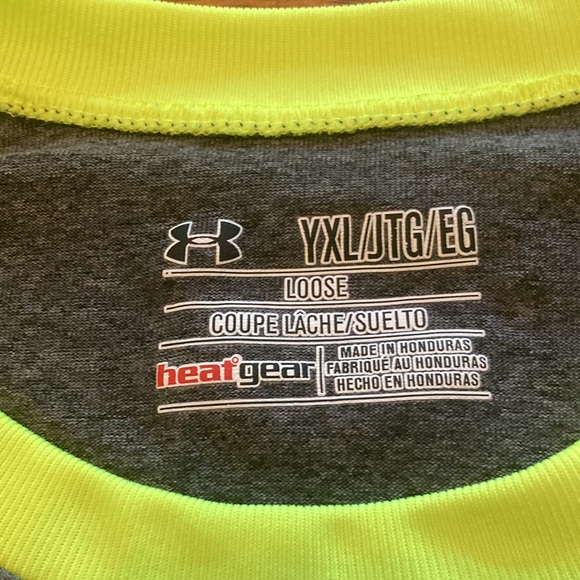 YXL/JTG/EG
LOOSE
COUPE LÂCHE/SUELTO
heatgear
MADE IN HONDURAS
FABRIQUÉ AU HONDURAS
HECHO EN HONDURAS